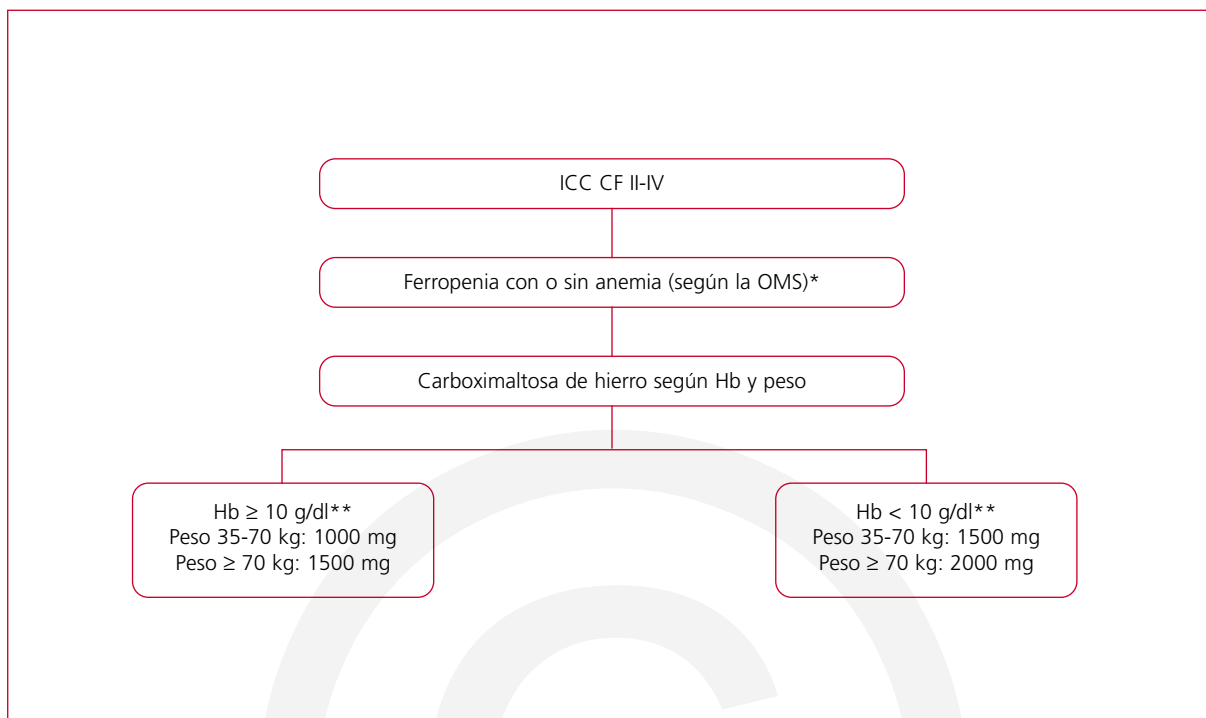 ICC CF II-IV
Ferropenia con o sin anemia (según la OMS)*
Carboximaltosa de hierro según Hb y peso
Hb ≥ 10 g/dl**
Peso 35-70 kg: 1000 mg
Peso ≥ 70 kg: 1500 mg
Hb < 10 g/dl**
Peso 35-70 kg: 1500 mg
Peso ≥ 70 kg: 2000 mg